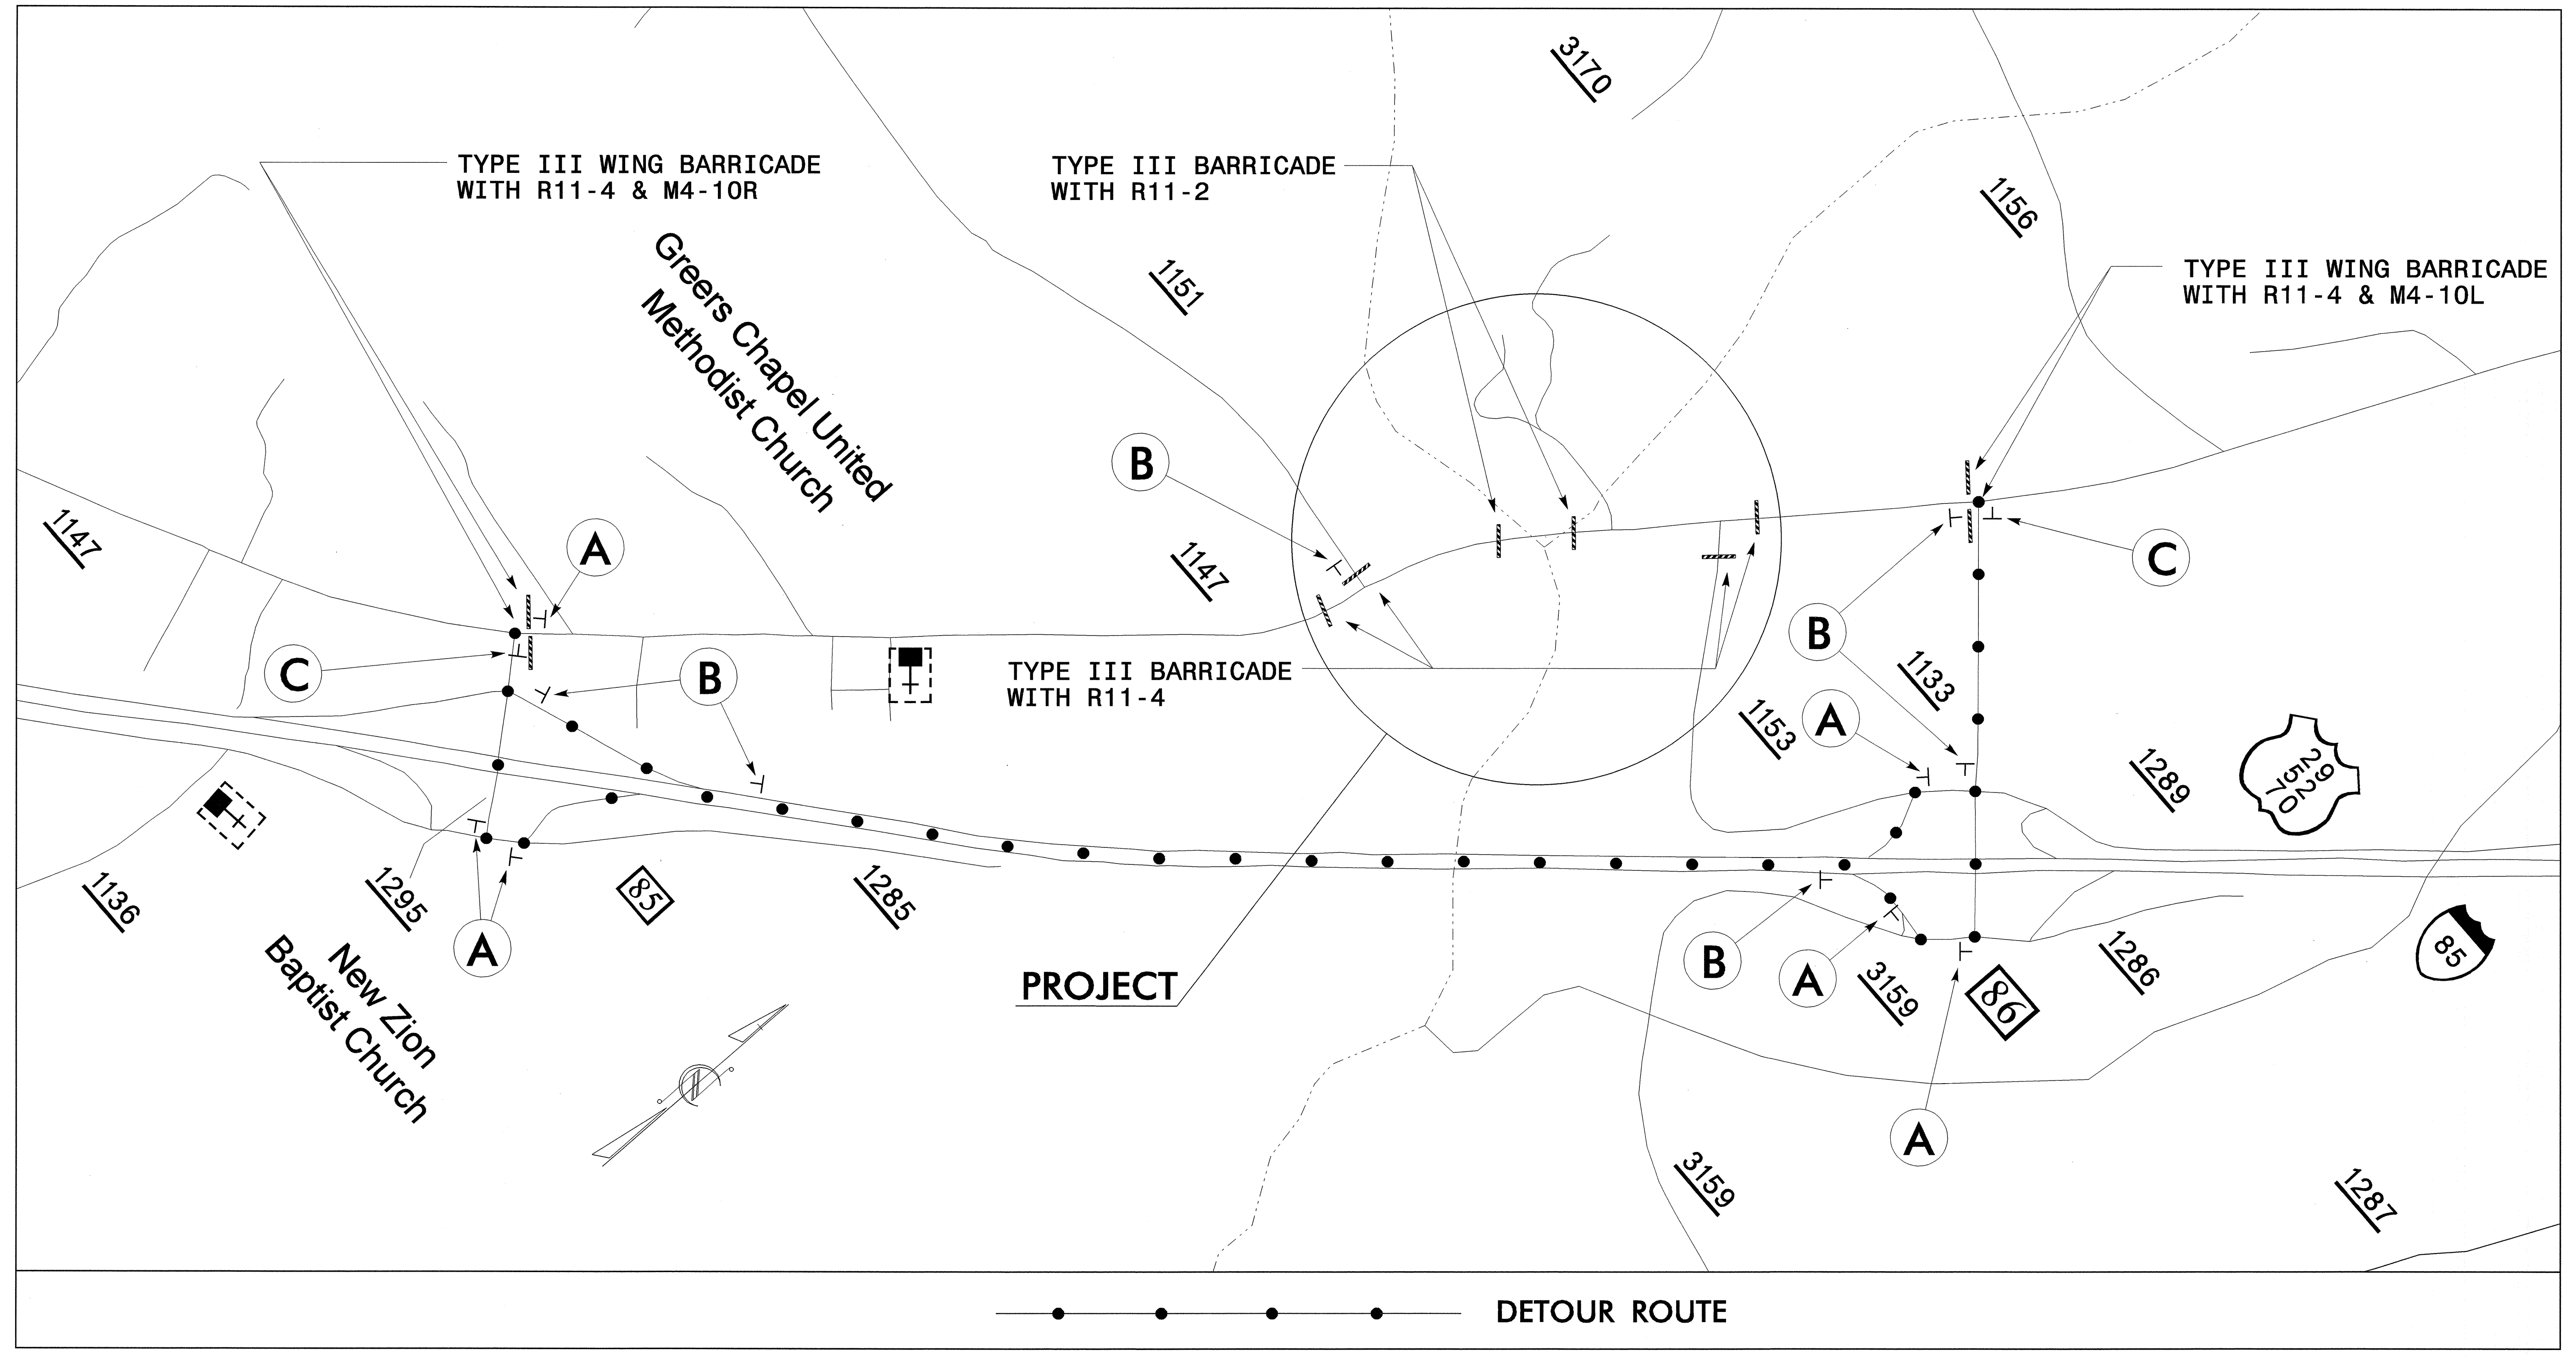 3170
TYPE III WING BARRICADE
WITH R11-4 & M4-10R
TYPE III BARRICADE
WITH R11-2
1156
TYPE III WING BARRICADE
WITH R11-4 & M4-10L
Greers Chapel United
Methodist Church
1151
B
1147
A
1147
C
B
C
B
TYPE III BARRICADE
WITH R11-4
1133
A
1153
1289
29
52
70
1136
1295
85
1285
A
B
A
3159
86
1286
85
New Zion
Baptist Church
PROJECT
A
3159
1287
DETOUR ROUTE